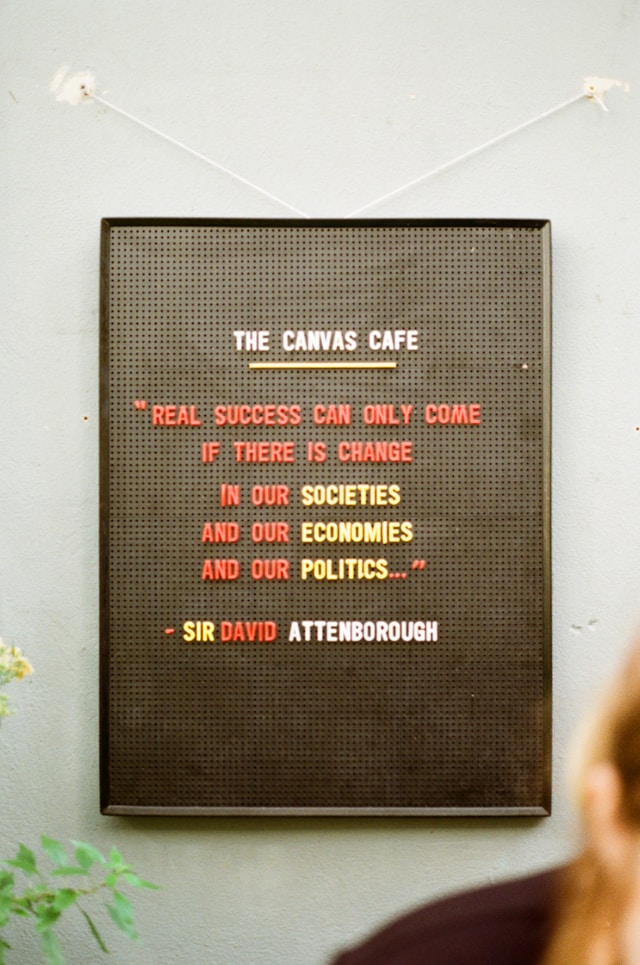 THE CANVAS CAFE
"REAL SUCCESS CAN ONLY COME
IF THERE IS CHANGE
IN OUR SOCIETIES
AND OUR ECONOMIES
AND OUR POLITICS..."
- SIR DAVID ATTENBOROUGH